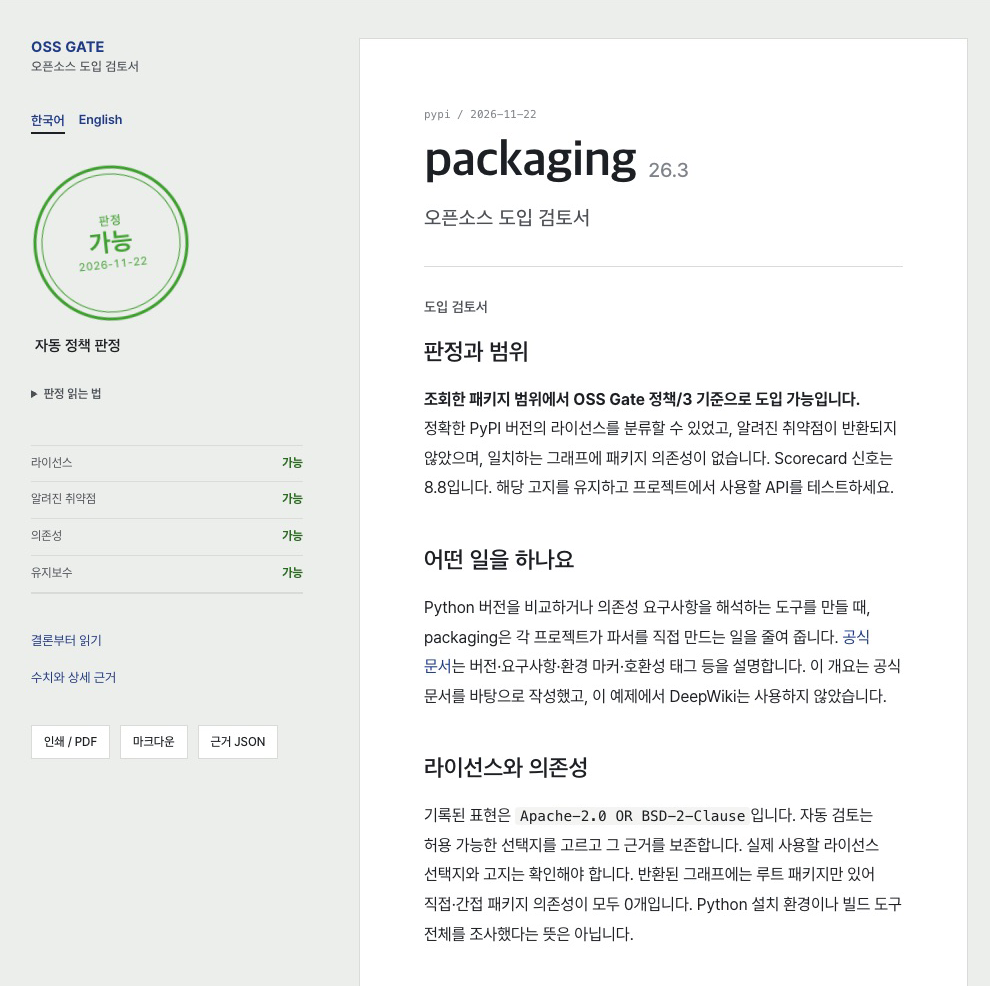 OSS GATE
오픈소스 도입 검토서
한국어 English
판정
가능
2026-11-22
자동 정책 판정
▶ 판정 읽는 법
라이선스 가능
알려진 취약점 가능
의존성 가능
유지보수 가능
결론부터 읽기
수치와 상세 근거
인쇄 / PDF 마크다운 근거 JSON
pypi / 2026-11-22
packaging 26.3
오픈소스 도입 검토서
도입 검토서
판정과 범위
조회한 패키지 범위에서 OSS Gate 정책/3 기준으로 도입 가능입니다.
정확한 PyPI 버전의 라이선스를 분류할 수 있었고, 알려진 취약점이 반환되지
않았으며, 일치하는 그래프에 패키지 의존성이 없습니다. Scorecard 신호는
8.8입니다. 해당 고지를 유지하고 프로젝트에서 사용할 API를 테스트하세요.
어떤 일을 하나요
Python 버전을 비교하거나 의존성 요구사항을 해석하는 도구를 만들 때,
packaging은 각 프로젝트가 파서를 직접 만드는 일을 줄여 줍니다. 공식
문서는 버전·요구사항·환경 마커·호환성 태그 등을 설명합니다. 이 개요는 공식
문서를 바탕으로 작성했고, 이 예제에서 DeepWiki는 사용하지 않았습니다.
라이선스와 의존성
기록된 표현은 Apache-2.0 OR BSD-2-Clause입니다. 자동 검토는
허용 가능한 선택지를 고르고 그 근거를 보존합니다. 실제 사용할 라이선스
선택지와 고지는 확인해야 합니다. 반환된 그래프에는 루트 패키지만 있어
직접·간접 패키지 의존성이 모두 0개입니다. Python 설치 환경이나 빌드 도구
전체를 조사했다는 뜻은 아닙니다.